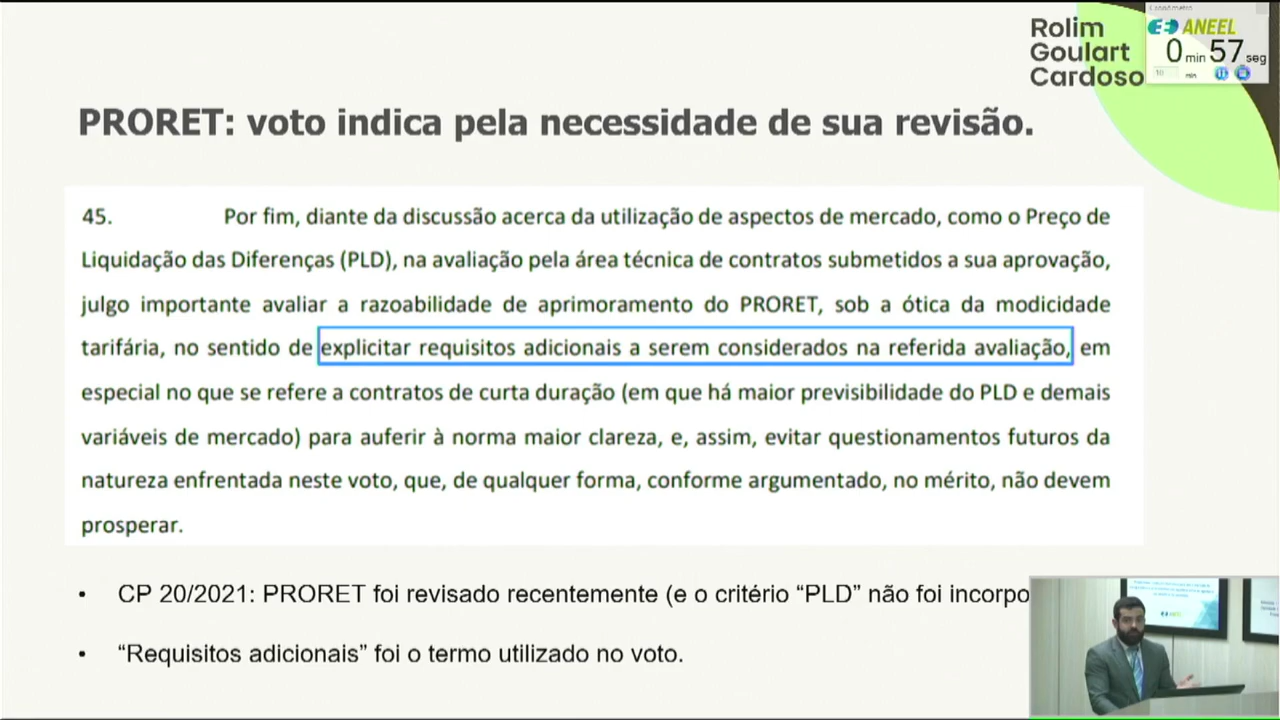 Rolim
Goulart
Cardoso
Cronômetro
ANEEL
0 min 57 seg
10 min
PRORET: voto indica pela necessidade de sua revisão.
45. Por fim, diante da discussão acerca da utilização de aspectos de mercado, como o Preço de
Liquidação das Diferenças (PLD), na avaliação pela área técnica de contratos submetidos a sua aprovação,
julgo importante avaliar a razoabilidade de aprimoramento do PRORET, sob a ótica da modicidade
tarifária, no sentido de explicitar requisitos adicionais a serem considerados na referida avaliação, em
especial no que se refere a contratos de curta duração (em que há maior previsibilidade do PLD e demais
variáveis de mercado) para auferir à norma maior clareza, e, assim, evitar questionamentos futuros da
natureza enfrentada neste voto, que, de qualquer forma, conforme argumentado, no mérito, não devem
prosperar.
• CP 20/2021: PRORET foi revisado recentemente (e o critério “PLD” não foi incorpo
• “Requisitos adicionais” foi o termo utilizado no voto.